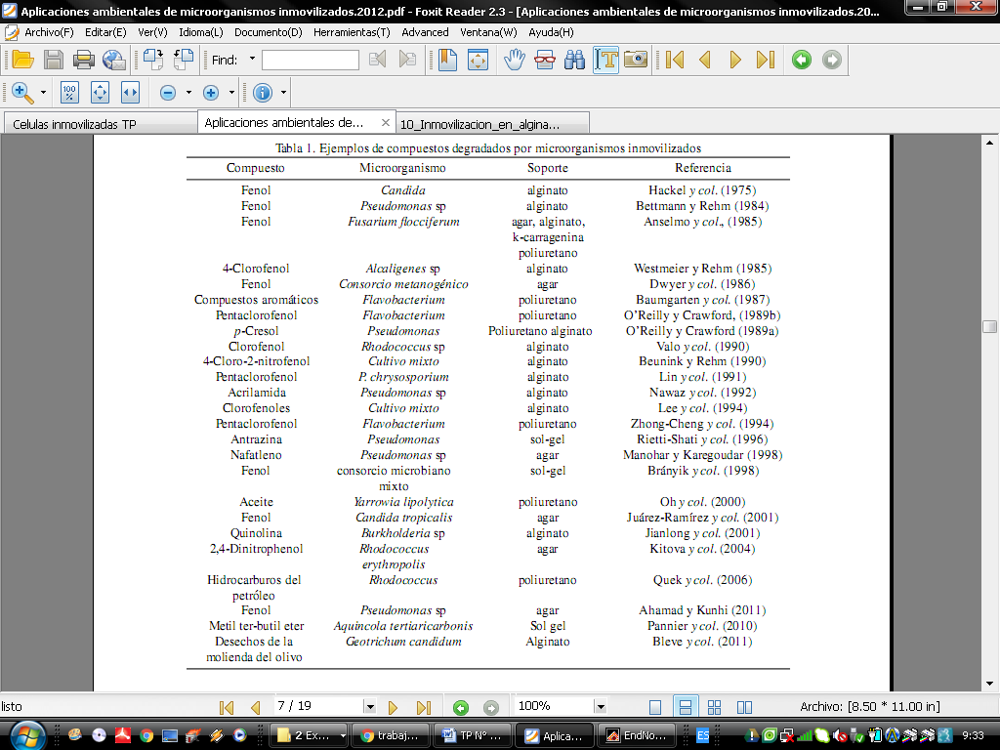 Aplicaciones ambientales de microorganismos inmovilizados.2012.pdf - Foxit Reader 2.3 - [Aplicaciones ambientales de microorganismos inmovilizados.20...
Archivo(F) Editar(E) Ver(V) Idioma(L) Documento(D) Herramientas(T) Advanced Ventana(W) Ayuda(H)
Find:
100 %
Celulas inmovilizadas TP Aplicaciones ambientales de... 10_Inmovilizacion_en_algina...
Tabla 1. Ejemplos de compuestos degradados por microorganismos inmovilizados
Compuesto Microorganismo Soporte Referencia
Fenol Candida alginato Hackel y col. (1975)
Fenol Pseudomonas sp alginato Bettmann y Rehm (1984)
Fenol Fusarium flocciferum agar, alginato, Anselmo y col., (1985)
k-carragenina
poliuretano
4-Clorofenol Alcaligenes sp alginato Westmeier y Rehm (1985)
Fenol Consorcio metanogénico agar Dwyer y col. (1986)
Compuestos aromáticos Flavobacterium poliuretano Baumgarten y col. (1987)
Pentaclorofenol Flavobacterium poliuretano O'Reilly y Crawford, (1989b)
p-Cresol Pseudomonas Poliuretano alginato O'Reilly y Crawford (1989a)
Clorofenol Rhodococcus sp alginato Valo y col. (1990)
4-Cloro-2-nitrofenol Cultivo mixto alginato Beunink y Rehm (1990)
Pentaclorofenol P. chrysosporium alginato Lin y col. (1991)
Acrilamida Pseudomonas sp alginato Nawaz y col. (1992)
Clorofenoles Cultivo mixto alginato Lee y col. (1994)
Pentaclorofenol Flavobacterium poliuretano Zhong-Cheng y col. (1994)
Antrazina Pseudomonas sol-gel Rietti-Shati y col. (1996)
Nafatleno Pseudomonas sp agar Manohar y Karegoudar (1998)
Fenol consorcio microbiano sol-gel Brányik y col. (1998)
mixto
Aceite Yarrowia lipolytica poliuretano Oh y col. (2000)
Fenol Candida tropicalis agar Juárez-Ramírez y col. (2001)
Quinolina Burkholderia sp alginato Jianlong y col. (2001)
2,4-Dinitrophenol Rhodococcus agar Kitova y col. (2004)
erythropolis
Hidrocarburos del Rhodococcus poliuretano Quek y col. (2006)
petróleo
Fenol Pseudomonas sp agar Ahamad y Kunhi (2011)
Metil ter-butil eter Aquincola tertiaricarbonis Sol gel Pannier y col. (2010)
Desechos de la Geotrichum candidum Alginato Bleve y col. (2011)
molienda del olivo
listo 7 / 19 100% Archivo: [8.50 * 11.00 in]
2 Ex... trabaj... TP N° ... Aplica... EndNo... ES 9:33